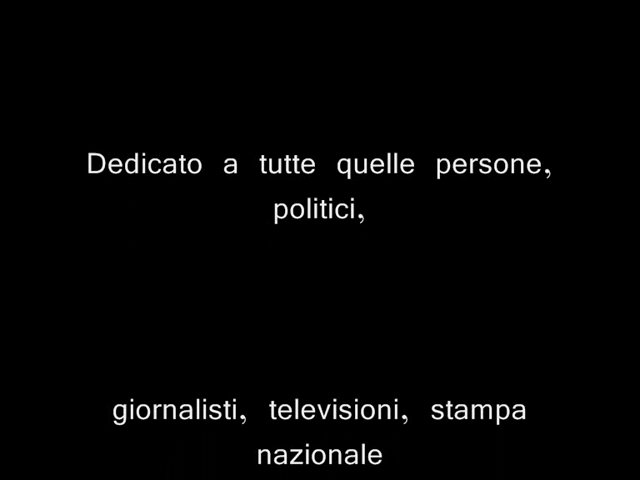 Dedicato a tutte quelle persone,
politici,
giornalisti, televisioni, stampa
nazionale